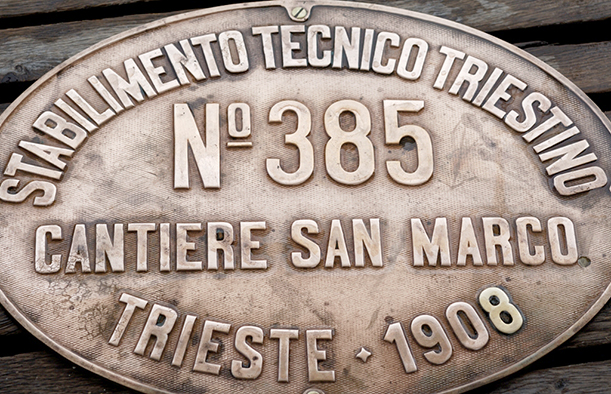 STABILIMENTO TECNICO TRIESTINO
Nº 385
CANTIERE SAN MARCO
TRIESTE · 1908